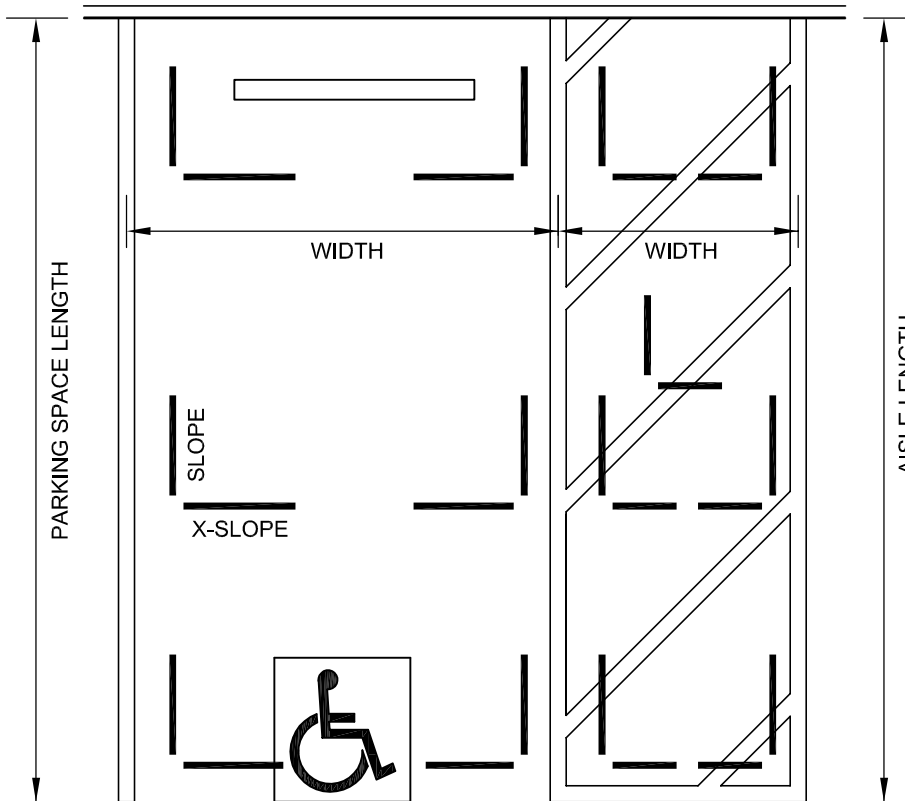 WIDTH
WIDTH
PARKING SPACE LENGTH
SLOPE
X-SLOPE
AISLE LENGTH